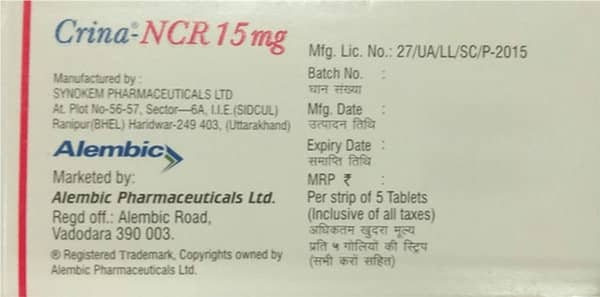 Crina®-NCR 15 mg
Manufactured by :
SYNOKEM PHARMACEUTICALS LTD
At. Plot No-56-57, Sector—6A, I.I.E.(SIDCUL)
Ranipur(BHEL) Haridwar-249 403, (Uttarakhand)
Alembic
Marketed by:
Alembic Pharmaceuticals Ltd.
Regd off.: Alembic Road,
Vadodara 390 003.
® Registered Trademark, Copyrights owned by
Alembic Pharmaceuticals Ltd.
Mfg. Lic. No.: 27/UA/LL/SC/P-2015
Batch No. :
घान संख्या
Mfg. Date :
उत्पादन तिथि
Expiry Date :
समाप्ति तिथि
MRP ₹ :
Per strip of 5 Tablets
(Inclusive of all taxes)
अधिकतम खुदरा मूल्य
प्रति ५ गोलियों की स्ट्रिप
(सभी करों सहित)